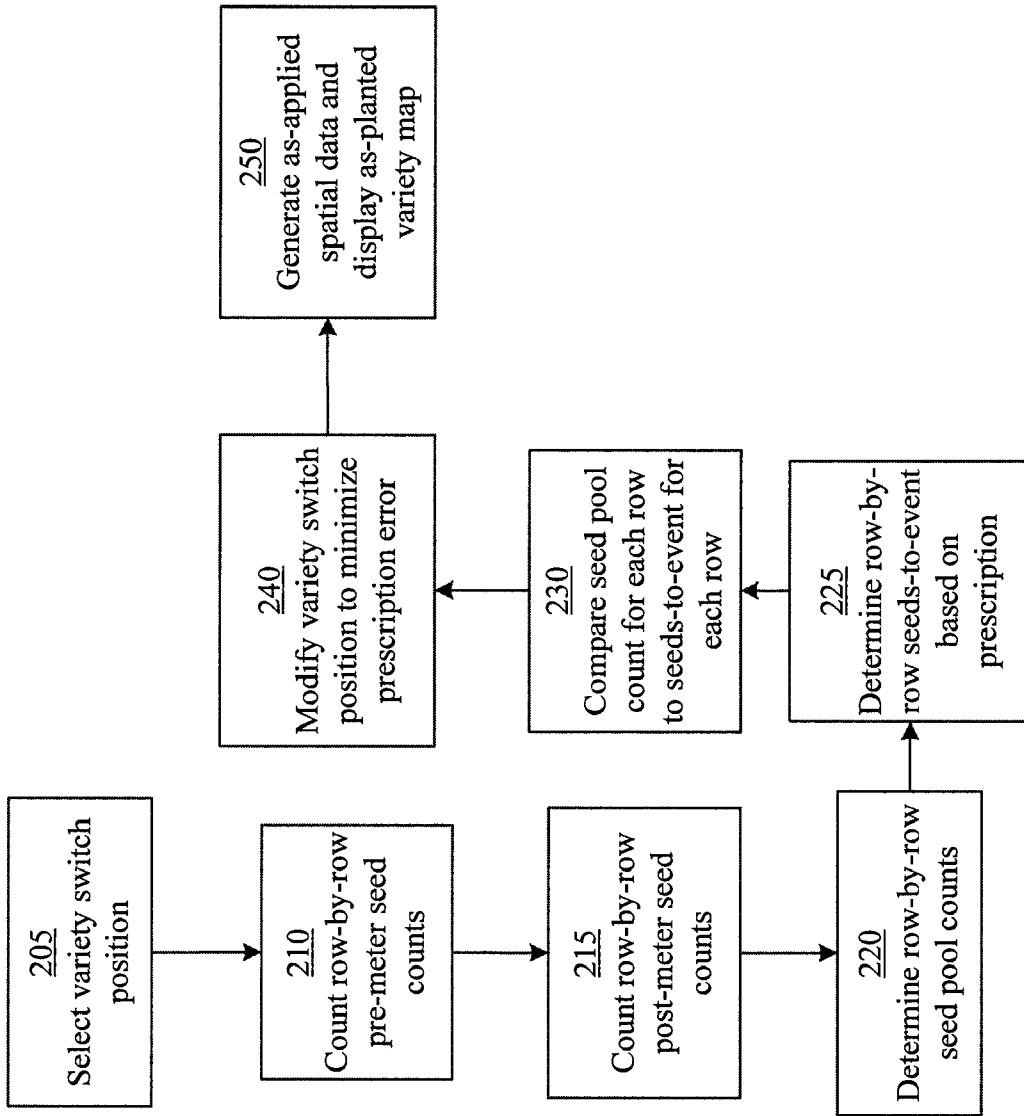 205
Select variety switch
position
210
Count row-by-row
pre-meter seed
counts
215
Count row-by-row
post-meter seed
counts
220
Determine row-by-row
seed pool counts
225
Determine row-by-
row seeds-to-event
based on
prescription
230
Compare seed pool
count for each row
to seeds-to-event for
each row
240
Modify variety switch
position to minimize
prescription error
250
Generate as-applied
spatial data and
display as-planted
variety map